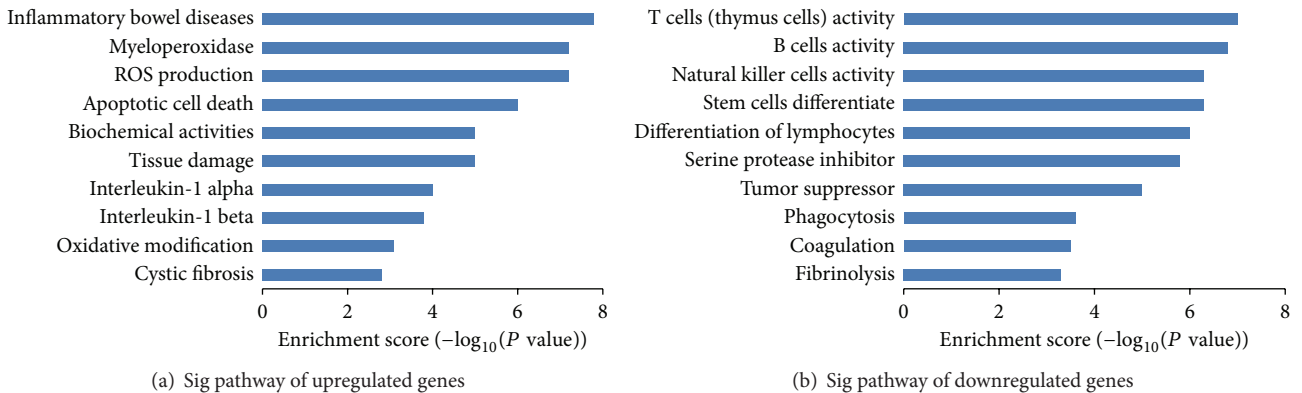 Inflammatory bowel diseases
Myeloperoxidase
ROS production
Apoptotic cell death
Biochemical activities
Tissue damage
Interleukin-1 alpha
Interleukin-1 beta
Oxidative modification
Cystic fibrosis
0 2 4 6 8
Enrichment score (−log₁₀(P value))
(a) Sig pathway of upregulated genes
T cells (thymus cells) activity
B cells activity
Natural killer cells activity
Stem cells differentiate
Differentiation of lymphocytes
Serine protease inhibitor
Tumor suppressor
Phagocytosis
Coagulation
Fibrinolysis
0 2 4 6 8
Enrichment score (−log₁₀(P value))
(b) Sig pathway of downregulated genes